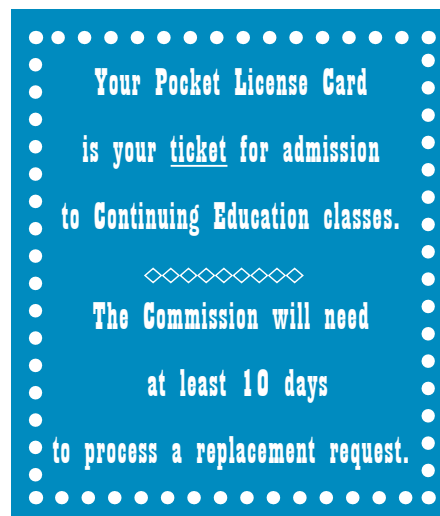 Your Pocket License Card
is your ticket for admission
to Continuing Education classes.
The Commission will need
at least 10 days
to process a replacement request.